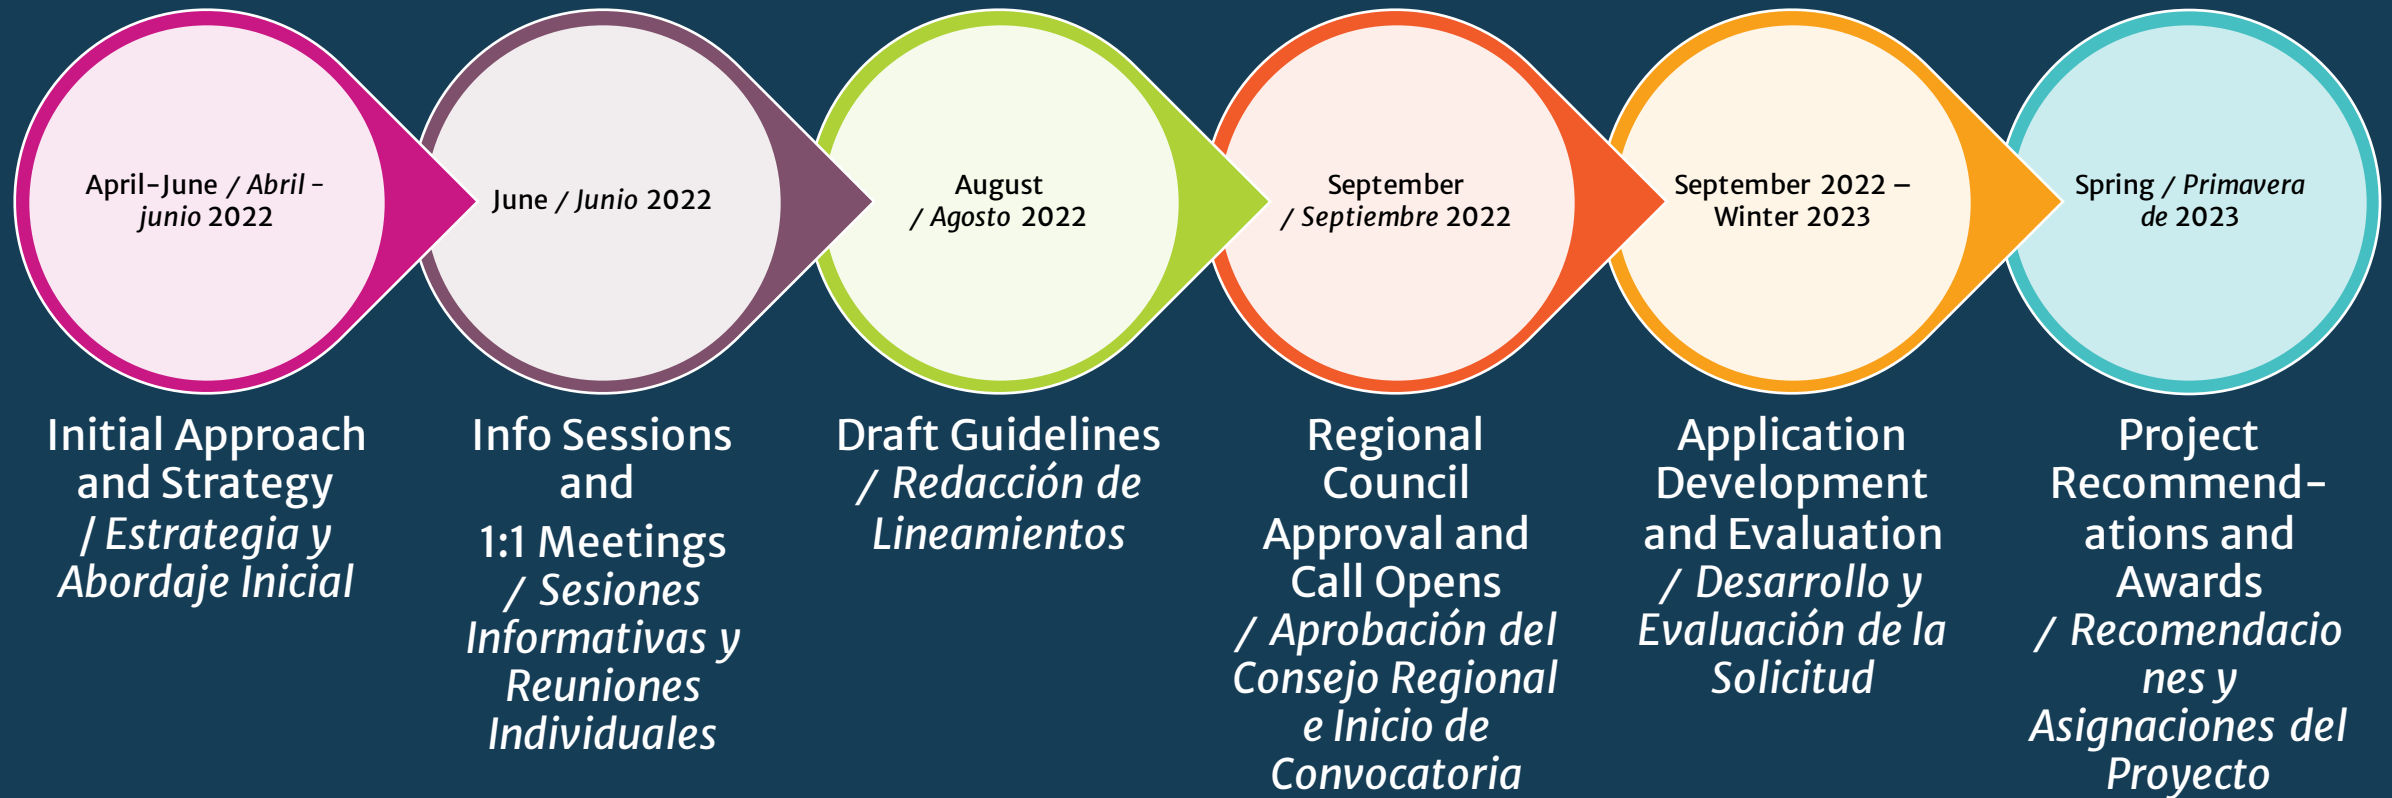 April-June / Abril -
junio 2022
June / Junio 2022
August
/ Agosto 2022
September
/ Septiembre 2022
September 2022 –
Winter 2023
Spring / Primavera
de 2023
Initial Approach
and Strategy
/ Estrategia y
Abordaje Inicial
Info Sessions
and
1:1 Meetings
/ Sesiones
Informativas y
Reuniones
Individuales
Draft Guidelines
/ Redacción de
Lineamientos
Regional
Council
Approval and
Call Opens
/ Aprobación del
Consejo Regional
e Inicio de
Convocatoria
Application
Development
and Evaluation
/ Desarrollo y
Evaluación de la
Solicitud
Project
Recommend-
ations and
Awards
/ Recomendacio
nes y
Asignaciones del
Proyecto